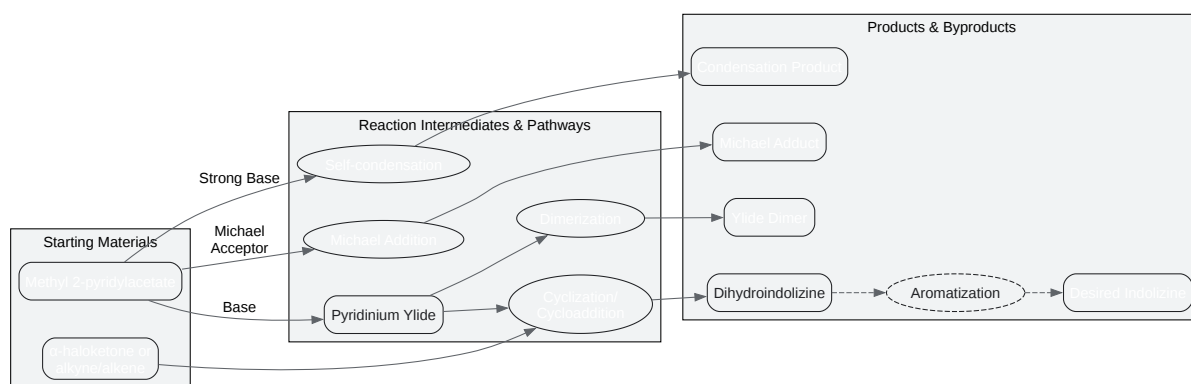 Products & Byproducts
Condensation Product
Reaction Intermediates & Pathways
Self-condensation
Strong Base
Michael Adduct
Michael
Acceptor
Michael Addition
Dimerization
Ylide Dimer
Starting Materials
Methyl 2-pyridylacetate
Base
Pyridinium Ylide
Cyclization/
Cycloaddition
Dihydroindolizine
Aromatization
Desired Indolizine
α-haloketone or
alkyne/alkene